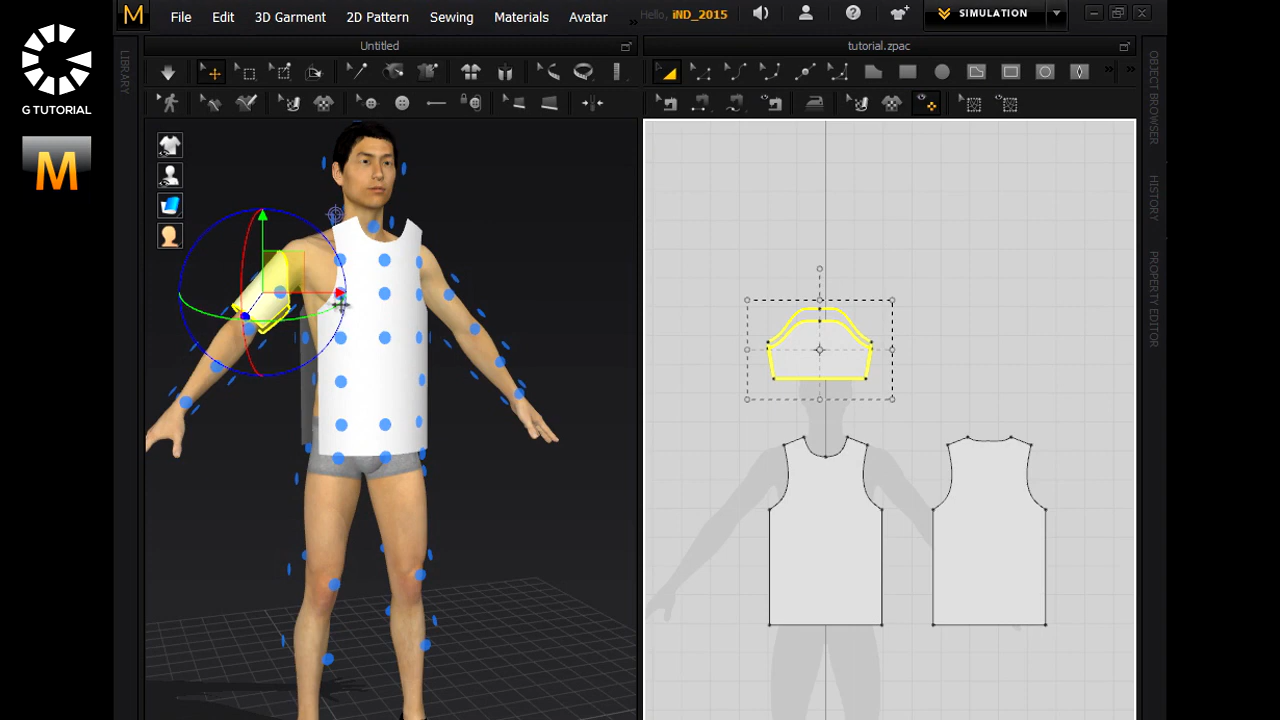 G TUTORIAL
M
M
File Edit 3D Garment 2D Pattern Sewing Materials Avatar
Hello, iND_2015
SIMULATION
Untitled
tutorial.zpac
LIBRARY
OBJECT BROWSER
HISTORY
PROPERTY EDITOR